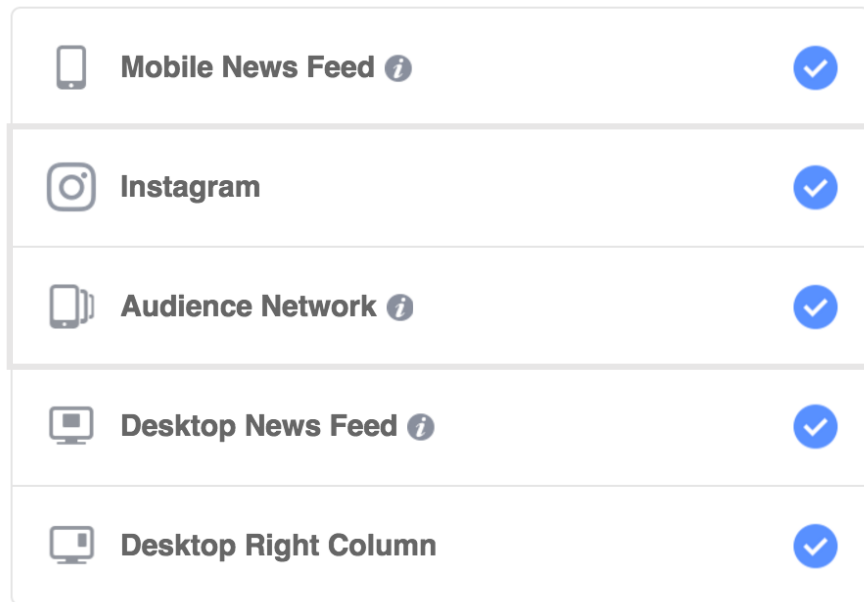 Mobile News Feed
Instagram
Audience Network
Desktop News Feed
Desktop Right Column